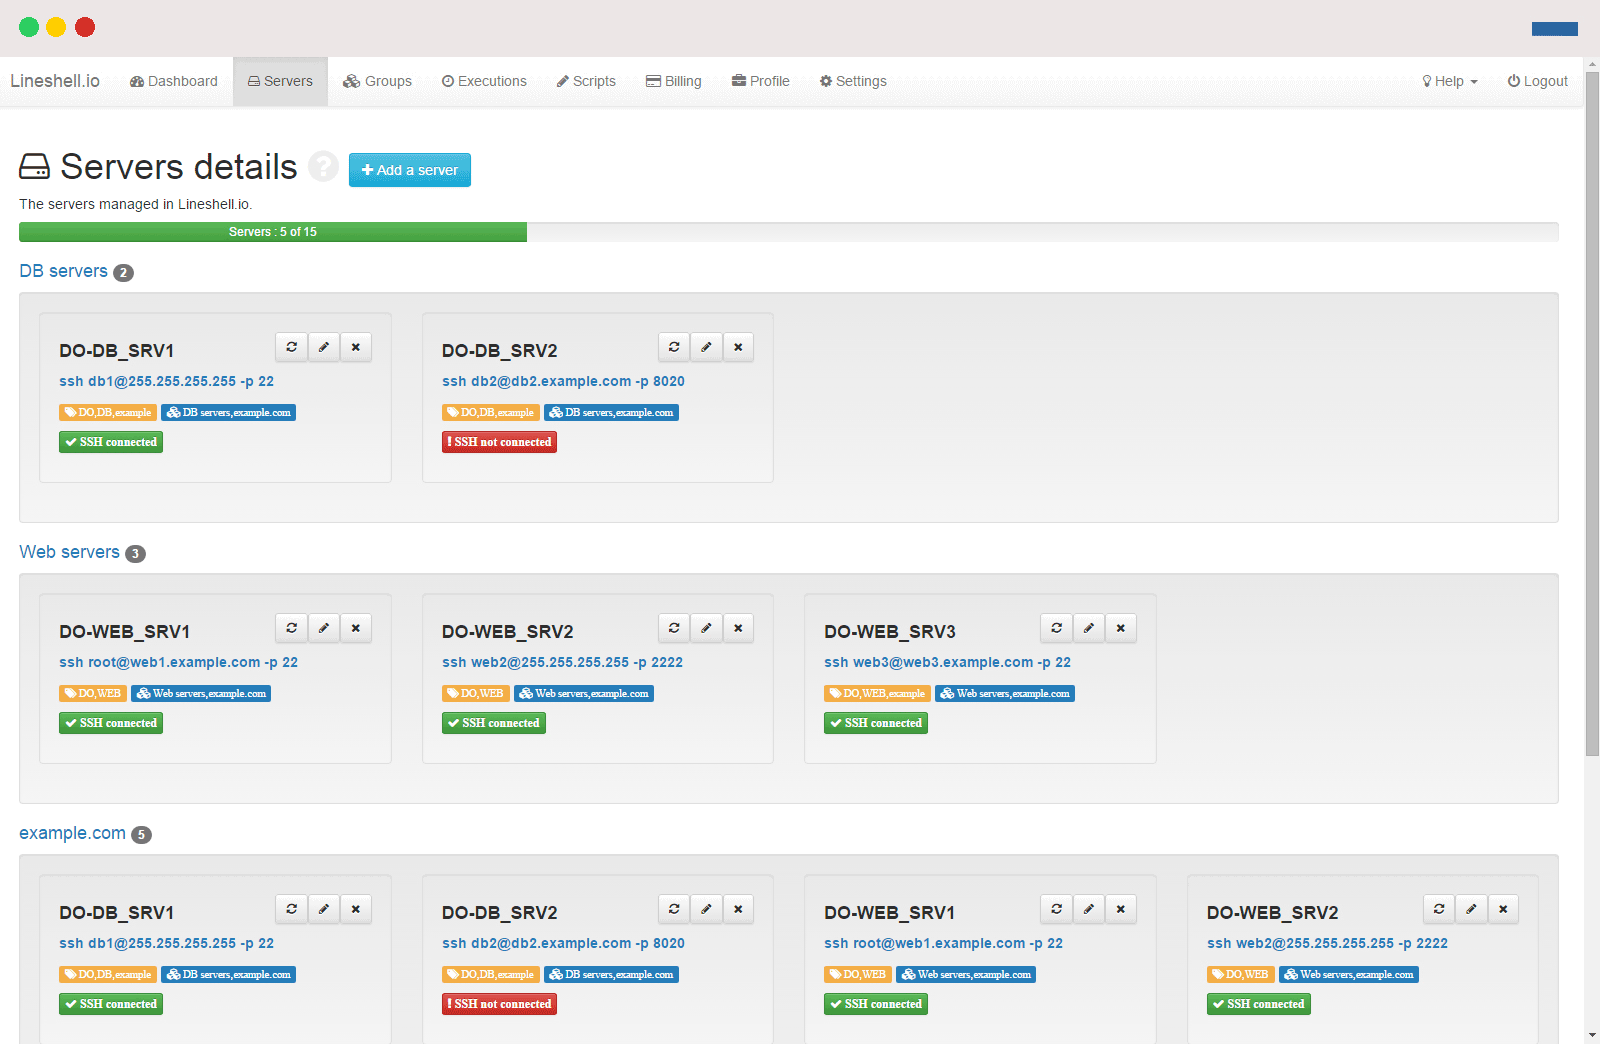 Lineshell.io Dashboard Servers Groups Executions Scripts Billing Profile Settings Help Logout
Servers details ? + Add a server
The servers managed in Lineshell.io.
Servers : 5 of 15
DB servers 2
DO-DB_SRV1
ssh db1@255.255.255.255 -p 22
DO,DB,example DB servers,example.com
SSH connected
DO-DB_SRV2
ssh db2@db2.example.com -p 8020
DO,DB,example DB servers,example.com
! SSH not connected
Web servers 3
DO-WEB_SRV1
ssh root@web1.example.com -p 22
DO,WEB Web servers,example.com
SSH connected
DO-WEB_SRV2
ssh web2@255.255.255.255 -p 2222
DO,WEB Web servers,example.com
SSH connected
DO-WEB_SRV3
ssh web3@web3.example.com -p 22
DO,WEB,example Web servers,example.com
SSH connected
example.com 5
DO-DB_SRV1
ssh db1@255.255.255.255 -p 22
DO,DB,example DB servers,example.com
SSH connected
DO-DB_SRV2
ssh db2@db2.example.com -p 8020
DO,DB,example DB servers,example.com
! SSH not connected
DO-WEB_SRV1
ssh root@web1.example.com -p 22
DO,WEB Web servers,example.com
SSH connected
DO-WEB_SRV2
ssh web2@255.255.255.255 -p 2222
DO,WEB Web servers,example.com
SSH connected